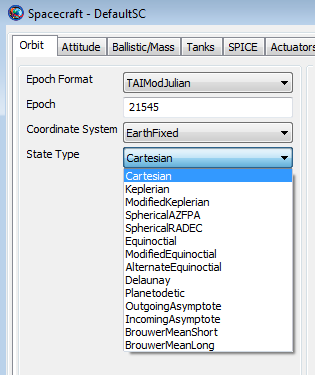 Spacecraft - DefaultSC
Orbit Attitude Ballistic/Mass Tanks SPICE Actuators
Epoch Format TAIModJulian
Epoch 21545
Coordinate System EarthFixed
State Type Cartesian
Cartesian
Keplerian
ModifiedKeplerian
SphericalAZFPA
SphericalRADEC
Equinoctial
ModifiedEquinoctial
AlternateEquinoctial
Delaunay
Planetodetic
OutgoingAsymptote
IncomingAsymptote
BrouwerMeanShort
BrouwerMeanLong